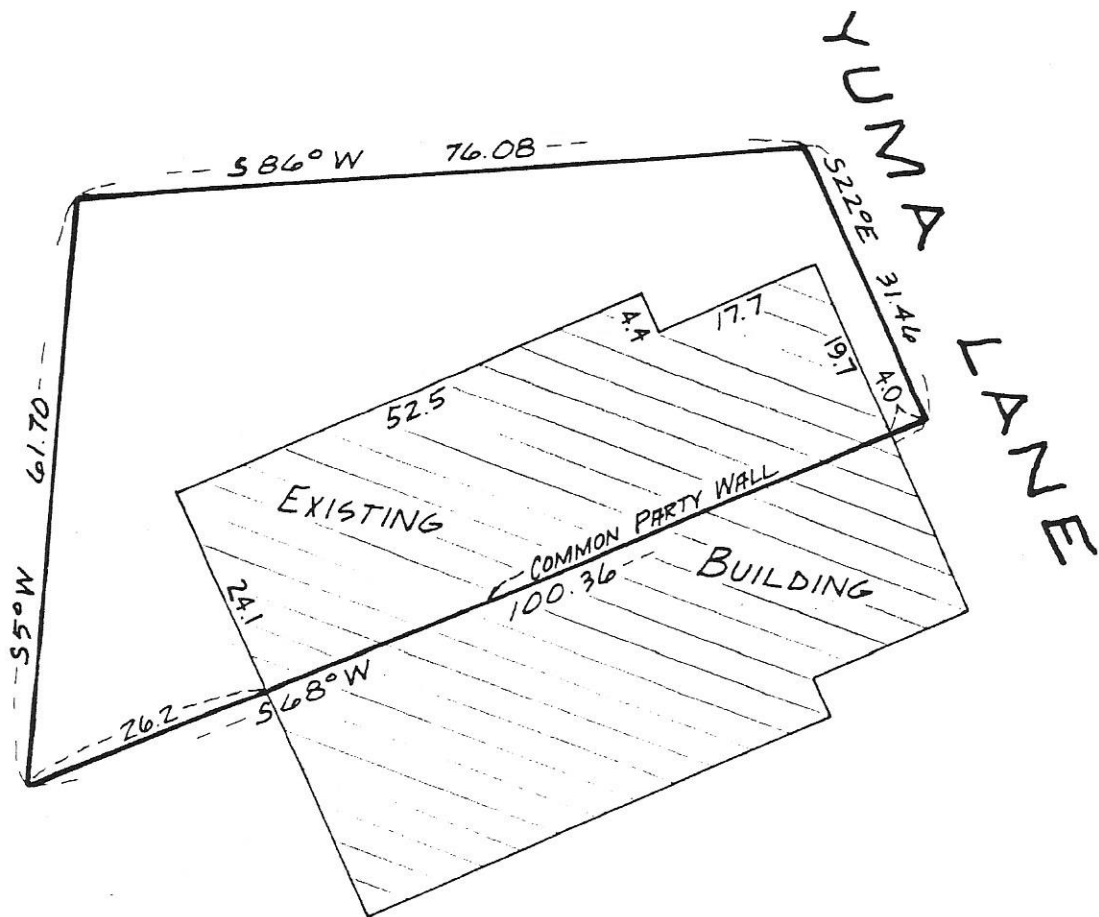 YUMA LANE
S 86° W 76.08
S22°E 31.46
4.4
17.7
19.7
4.0
52.5
61.70
S5°W
EXISTING
COMMON PARTY WALL
100.36
BUILDING
24.1
S68°W
26.2